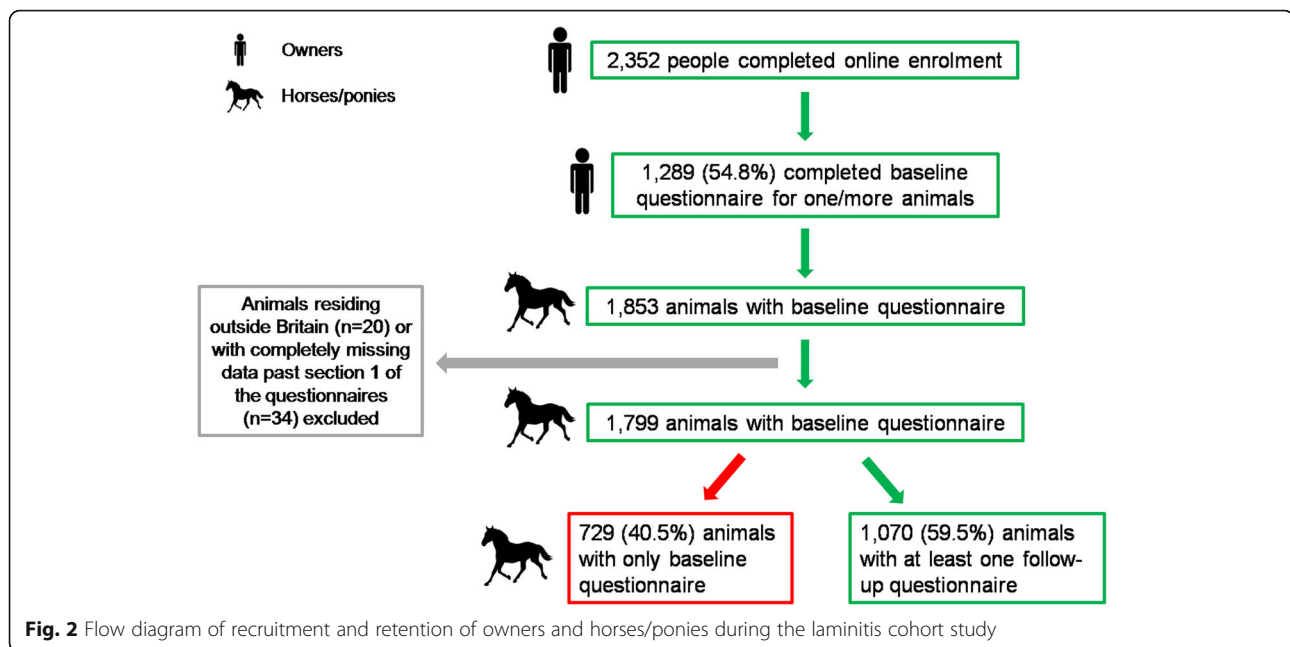 Owners
Horses/ponies
2,352 people completed online enrolment
1,289 (54.8%) completed baseline
questionnaire for one/more animals
1,853 animals with baseline questionnaire
Animals residing
outside Britain (n=20) or
with completely missing
data past section 1 of
the questionnaires
(n=34) excluded
1,799 animals with baseline questionnaire
729 (40.5%) animals
with only baseline
questionnaire
1,070 (59.5%) animals
with at least one follow-
up questionnaire
Fig. 2 Flow diagram of recruitment and retention of owners and horses/ponies during the laminitis cohort study